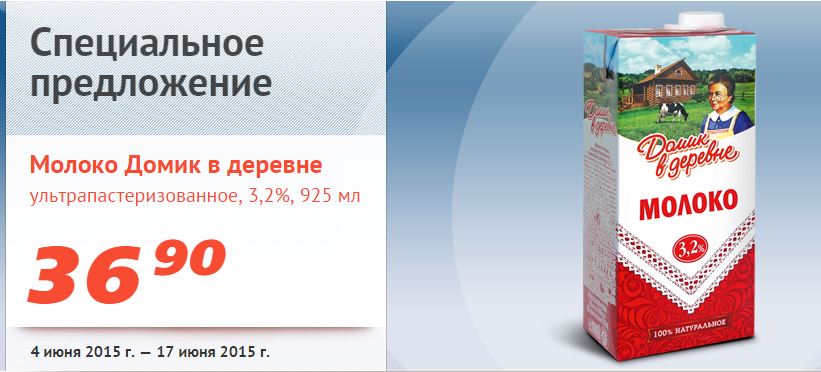 Специальное
предложение
Молоко Домик в деревне
ультрапастеризованное, 3,2%, 925 мл
36 90
4 июня 2015 г. — 17 июня 2015 г.
Домик
в деревне
МОЛОКО
3,2%
100% НАТУРАЛЬНОЕ